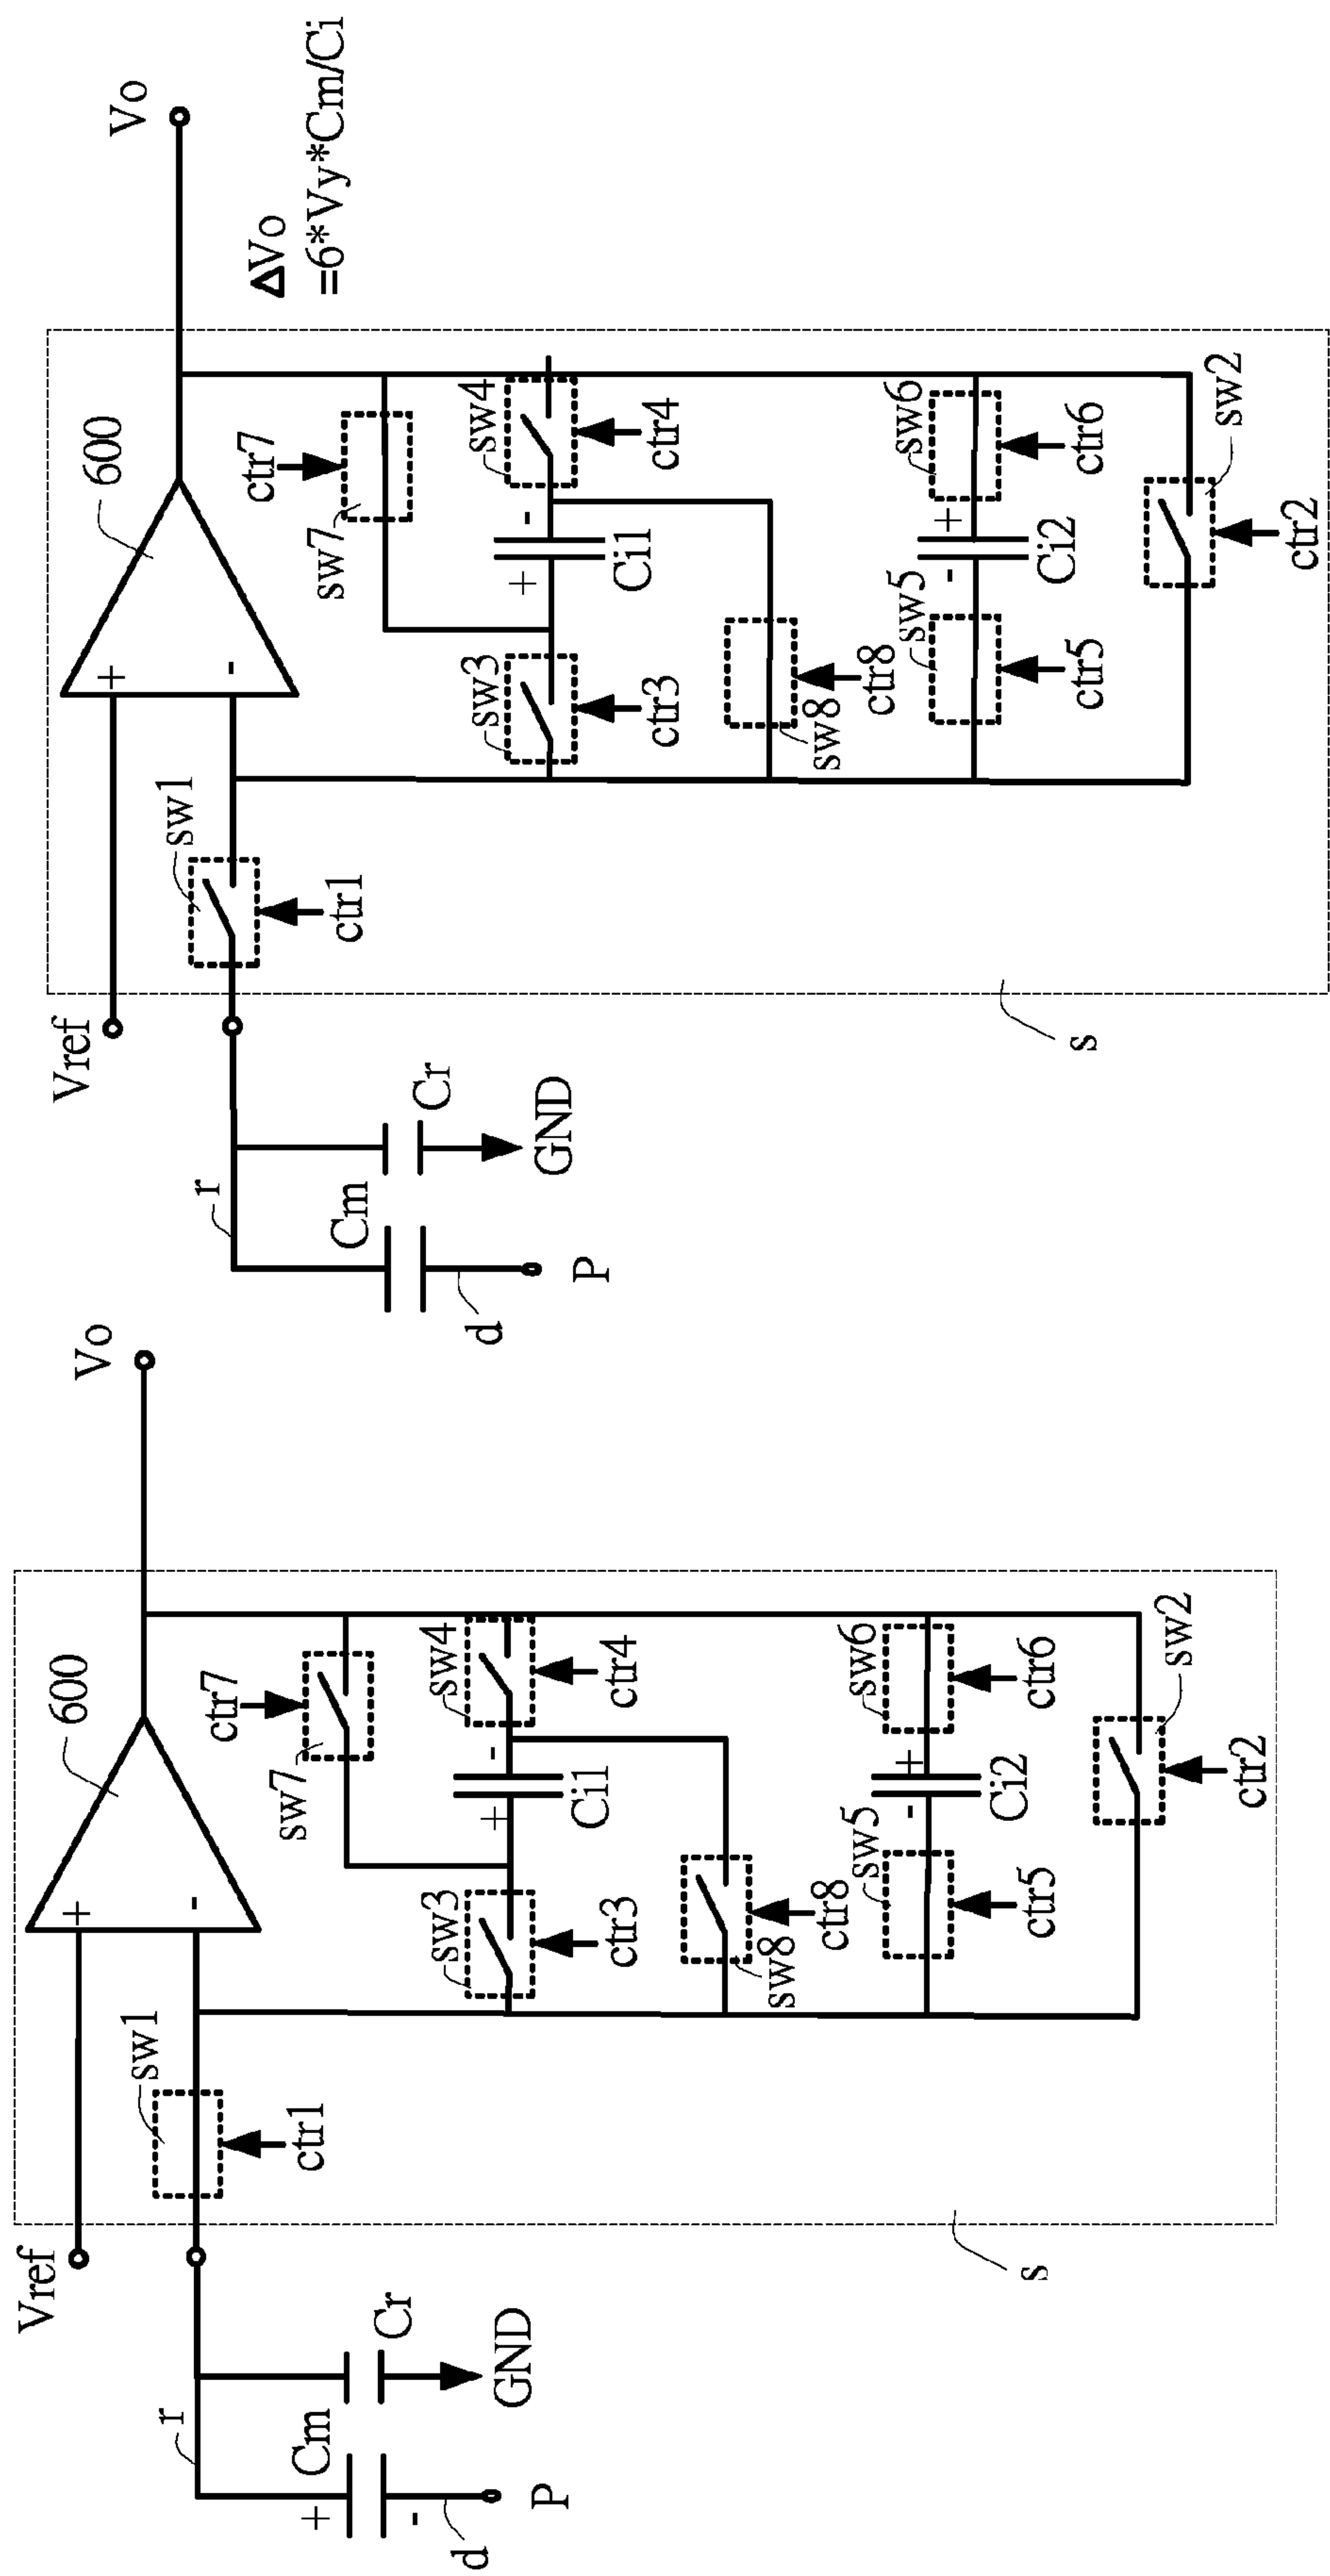 Vo
600
ΔVo
=6*Vy*Cm/Ci
Vref
+
-
sw1
ctr1
ctr7
sw7
sw4
ctr4
+
-
Ci1
sw3
ctr3
sw8
ctr8
sw6
ctr6
-
+
Ci2
sw5
ctr5
sw2
ctr2
s
r
Cm
Cr
GND
d
P
Vo
600
Vref
+
-
sw1
ctr1
ctr7
sw7
sw4
ctr4
+
-
Ci1
sw3
ctr3
sw8
ctr8
sw6
ctr6
-
+
Ci2
sw5
ctr5
sw2
ctr2
s
r
+
Cm
-
Cr
GND
d
P